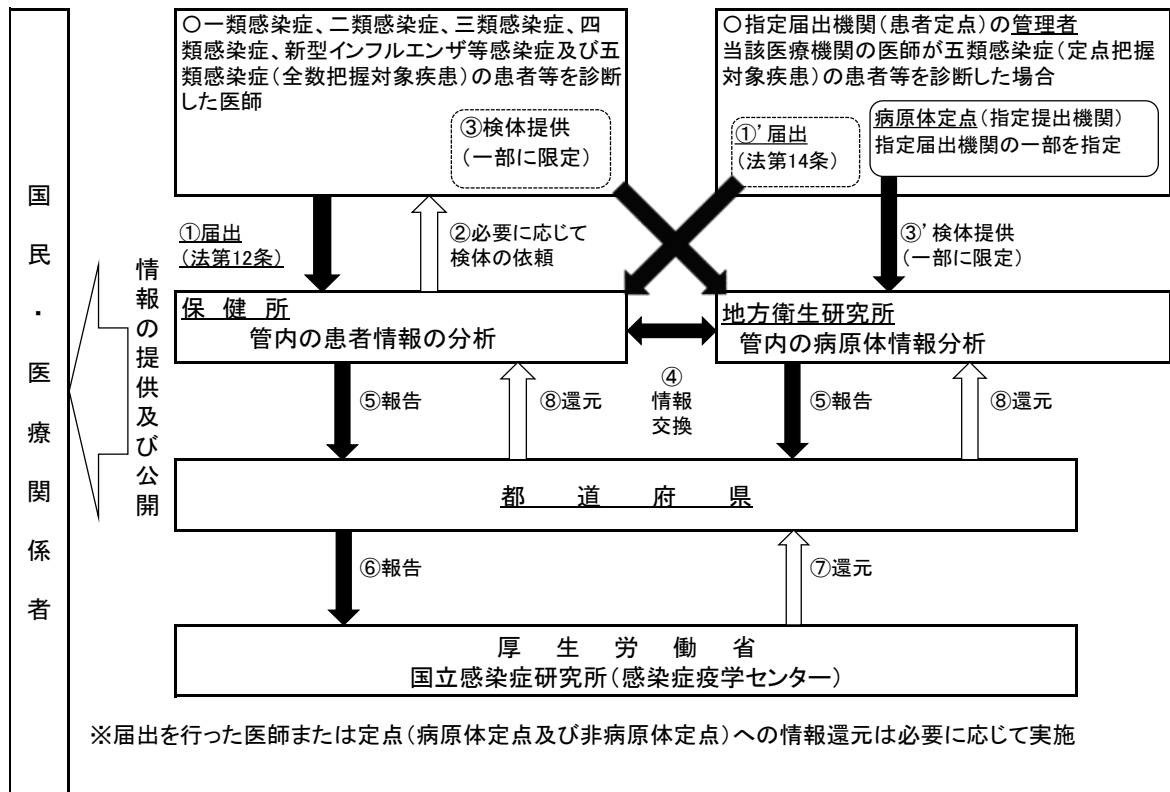 ○一類感染症、二類感染症、三類感染症、四
類感染症、新型インフルエンザ等感染症及び五
類感染症(全数把握対象疾患)の患者等を診断
した医師
③検体提供
(一部に限定)
○指定届出機関(患者定点)の管理者
当該医療機関の医師が五類感染症(定点把握
対象疾患)の患者等を診断した場合
①’届出
(法第14条)
病原体定点(指定提出機関)
指定届出機関の一部を指定
①届出
(法第12条)
②必要に応じて
検体の依頼
③’検体提供
(一部に限定)
保健所
管内の患者情報の分析
地方衛生研究所
管内の病原体情報分析
④
情報
交換
⑤報告
⑧還元
⑤報告
⑧還元
都道府県
⑥報告
⑦還元
厚生労働省
国立感染症研究所(感染症疫学センター)
情報の提供及び公開
国民・医療関係者
※届出を行った医師または定点(病原体定点及び非病原体定点)への情報還元は必要に応じて実施